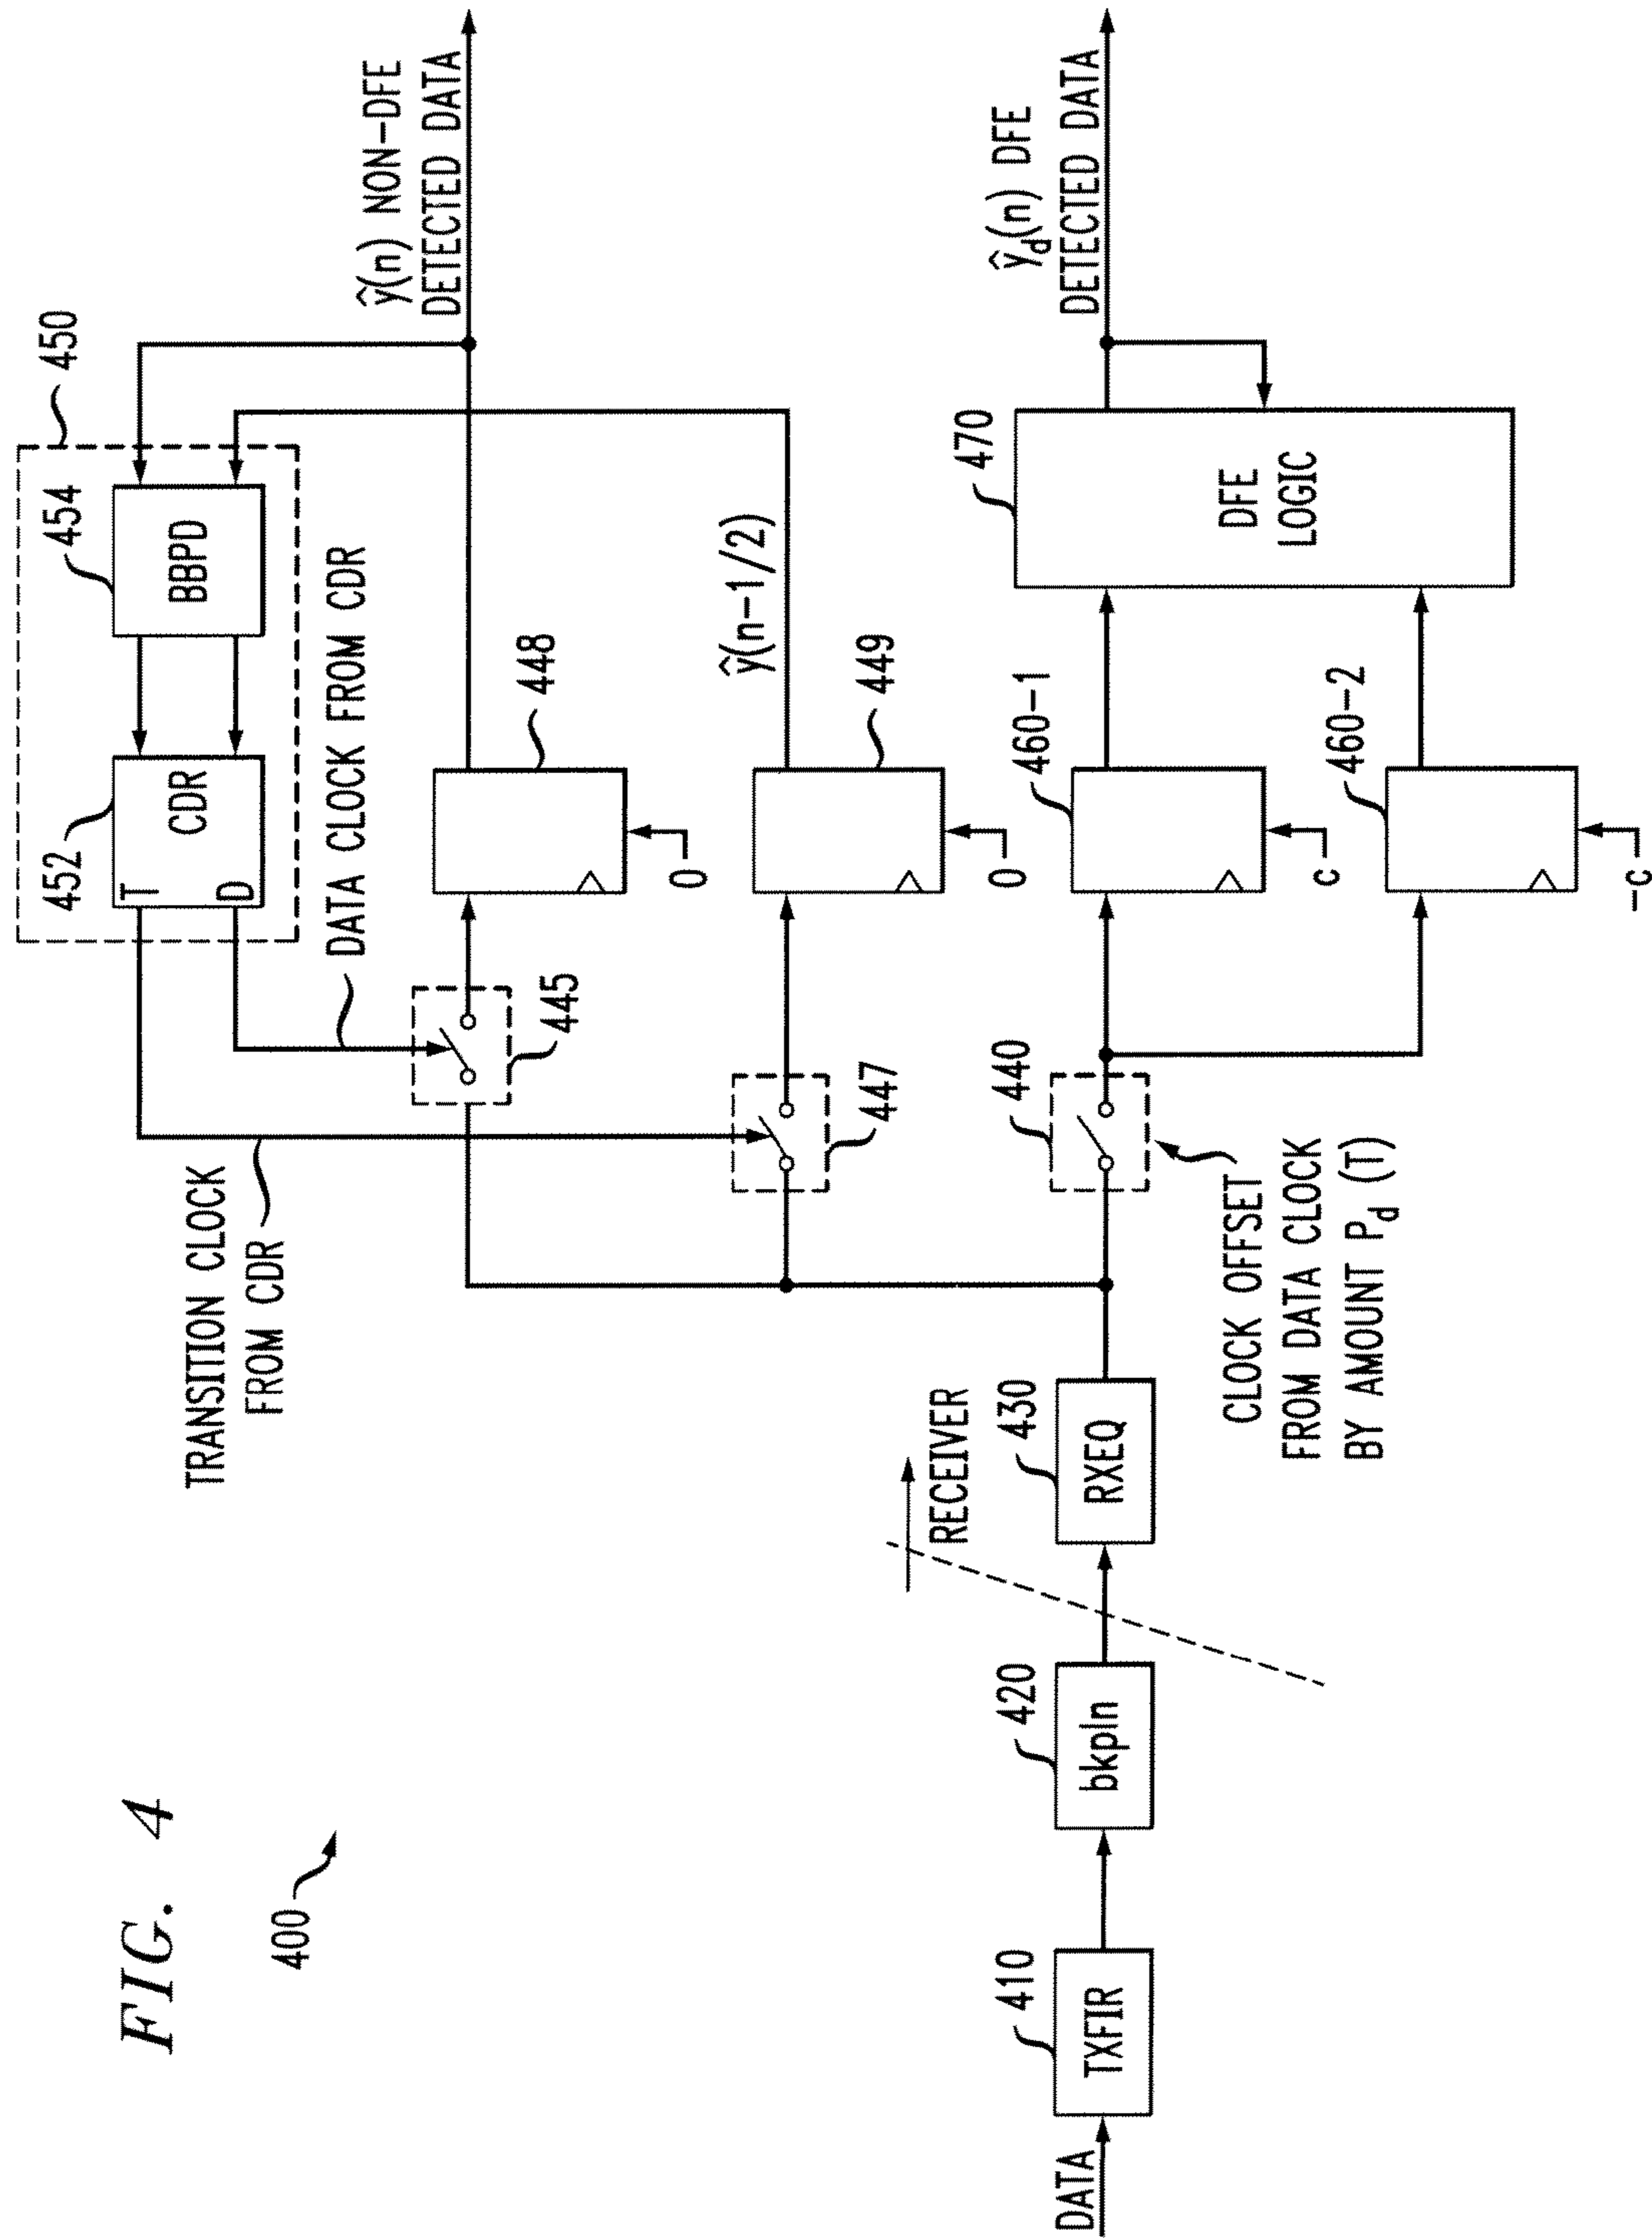 FIG. 4
400
DATA
TXFIR
410
bkpln
420
RECEIVER
RXEQ
430
TRANSITION CLOCK
FROM CDR
CLOCK OFFSET
FROM DATA CLOCK
BY AMOUNT Pd (T)
440
445
447
DATA CLOCK FROM CDR
450
452
CDR
T
D
454
BBPD
448
0
449
0
460-1
c
460-2
-c
470
DFE
LOGIC
ŷ(n-1/2)
ŷ(n) NON-DFE
DETECTED DATA
ŷd(n) DFE
DETECTED DATA